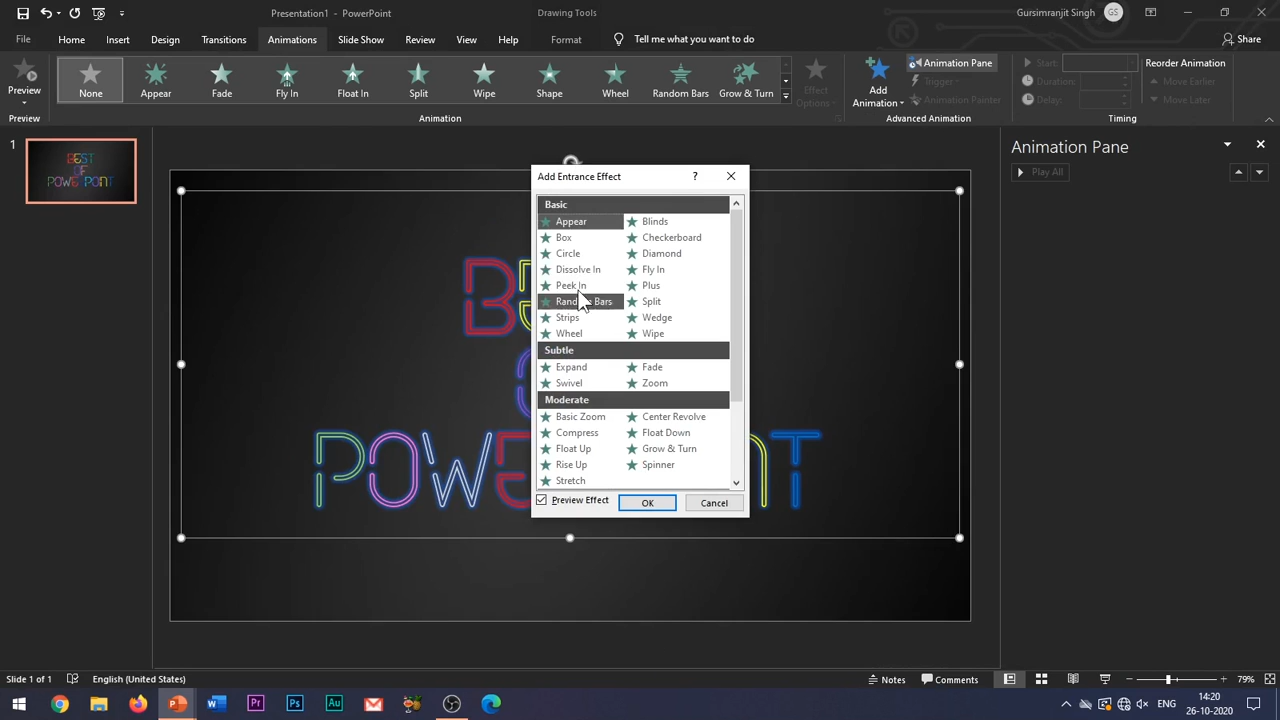 Presentation1 - PowerPoint
Drawing Tools
Gursimranjit Singh GS
File Home Insert Design Transitions Animations Slide Show Review View Help Format Tell me what you want to do Share
Preview
None Appear Fade Fly In Float In Split Wipe Shape Wheel Random Bars Grow & Turn
Effect
Options
Add
Animation
Animation Pane
Trigger
Animation Painter
Start:
Duration:
Delay:
Reorder Animation
Move Earlier
Move Later
Preview Animation Advanced Animation Timing
1
BEST
OF
POWERPOINT
Animation Pane
Play All
Add Entrance Effect ?
Basic
Appear Blinds
Box Checkerboard
Circle Diamond
Dissolve In Fly In
Peek In Plus
Random Bars Split
Strips Wedge
Wheel Wipe
Subtle
Expand Fade
Swivel Zoom
Moderate
Basic Zoom Center Revolve
Compress Float Down
Float Up Grow & Turn
Rise Up Spinner
Stretch
Preview Effect OK Cancel
Slide 1 of 1 English (United States) Notes Comments 79%
14:20
26-10-2020